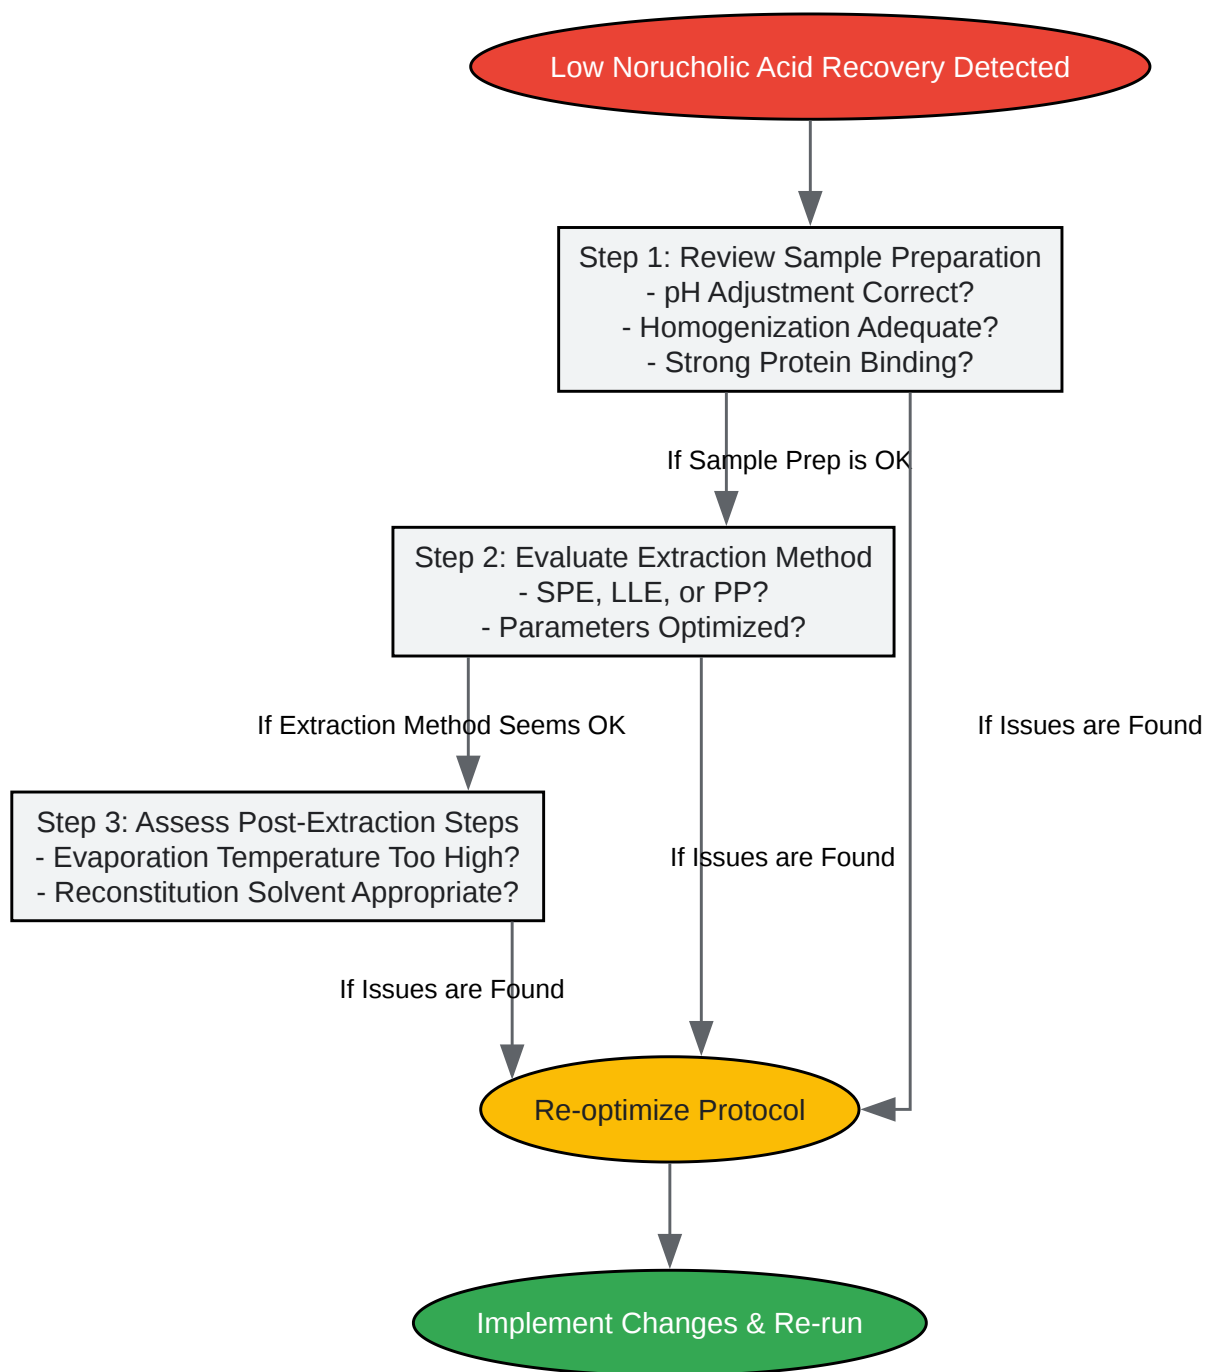 Low Norucholic Acid Recovery Detected
Step 1: Review Sample Preparation
- pH Adjustment Correct?
- Homogenization Adequate?
- Strong Protein Binding?
If Sample Prep is OK
Step 2: Evaluate Extraction Method
- SPE, LLE, or PP?
- Parameters Optimized?
If Extraction Method Seems OK
If Issues are Found
Step 3: Assess Post-Extraction Steps
- Evaporation Temperature Too High?
- Reconstitution Solvent Appropriate?
If Issues are Found
If Issues are Found
Re-optimize Protocol
Implement Changes & Re-run